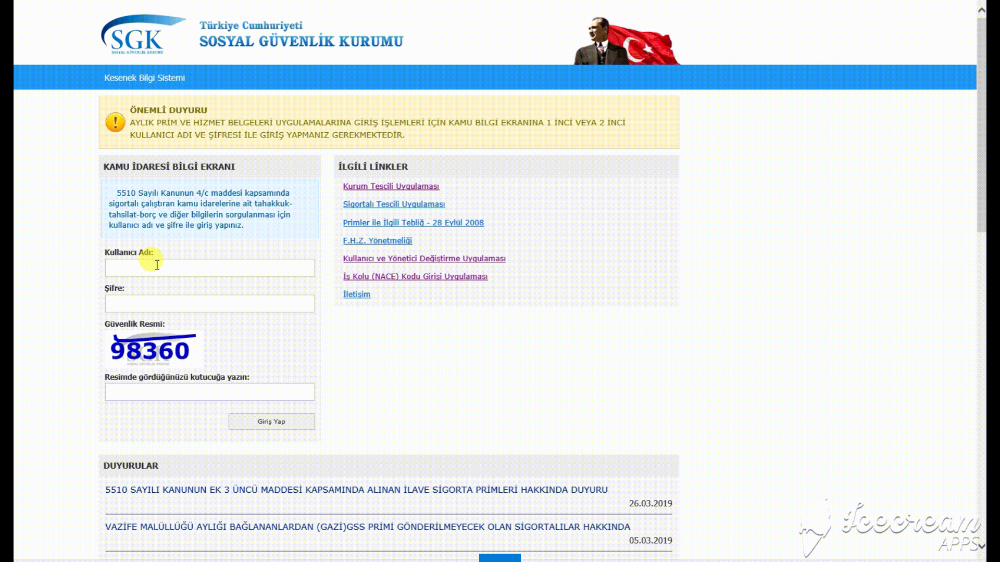 SGK
SOSYAL GÜVENLİK KURUMU
Türkiye Cumhuriyeti
SOSYAL GÜVENLİK KURUMU
Kesenek Bilgi Sistemi
ÖNEMLİ DUYURU
AYLIK PRİM VE HİZMET BELGELERİ UYGULAMALARINA GİRİŞ İŞLEMLERİ İÇİN KAMU BİLGİ EKRANINA 1 İNCİ VEYA 2 İNCİ
KULLANICI ADI VE ŞİFRESİ İLE GİRİŞ YAPMANIZ GEREKMEKTEDİR.
KAMU İDARESİ BİLGİ EKRANI
5510 Sayılı Kanunun 4/c maddesi kapsamında
sigortalı çalıştıran kamu idarelerine ait tahakkuk-
tahsilat-borç ve diğer bilgilerin sorgulanması için
kullanıcı adı ve şifre ile giriş yapınız.
Kullanıcı Adı:
Şifre:
Güvenlik Resmi:
98360
SGK
SOSYAL GÜVENLİK KURUMU
Resimde gördüğünüzü kutucuğa yazın:
Giriş Yap
İLGİLİ LİNKLER
Kurum Tescili Uygulaması
Sigortalı Tescili Uygulaması
Primler ile İlgili Tebliğ - 28 Eylül 2008
F.H.Z. Yönetmeliği
Kullanıcı ve Yönetici Değiştirme Uygulaması
İş Kolu (NACE) Kodu Girişi Uygulaması
İletişim
DUYURULAR
5510 SAYILI KANUNUN EK 3 ÜNCÜ MADDESİ KAPSAMINDA ALINAN İLAVE SİGORTA PRİMLERİ HAKKINDA DUYURU
26.03.2019
VAZİFE MALÜLLÜĞÜ AYLIĞI BAĞLANANLARDAN (GAZİ)GSS PRİMİ GÖNDERİLMEYECEK OLAN SİGORTALILAR HAKKINDA
05.03.2019
Icecream
APPS